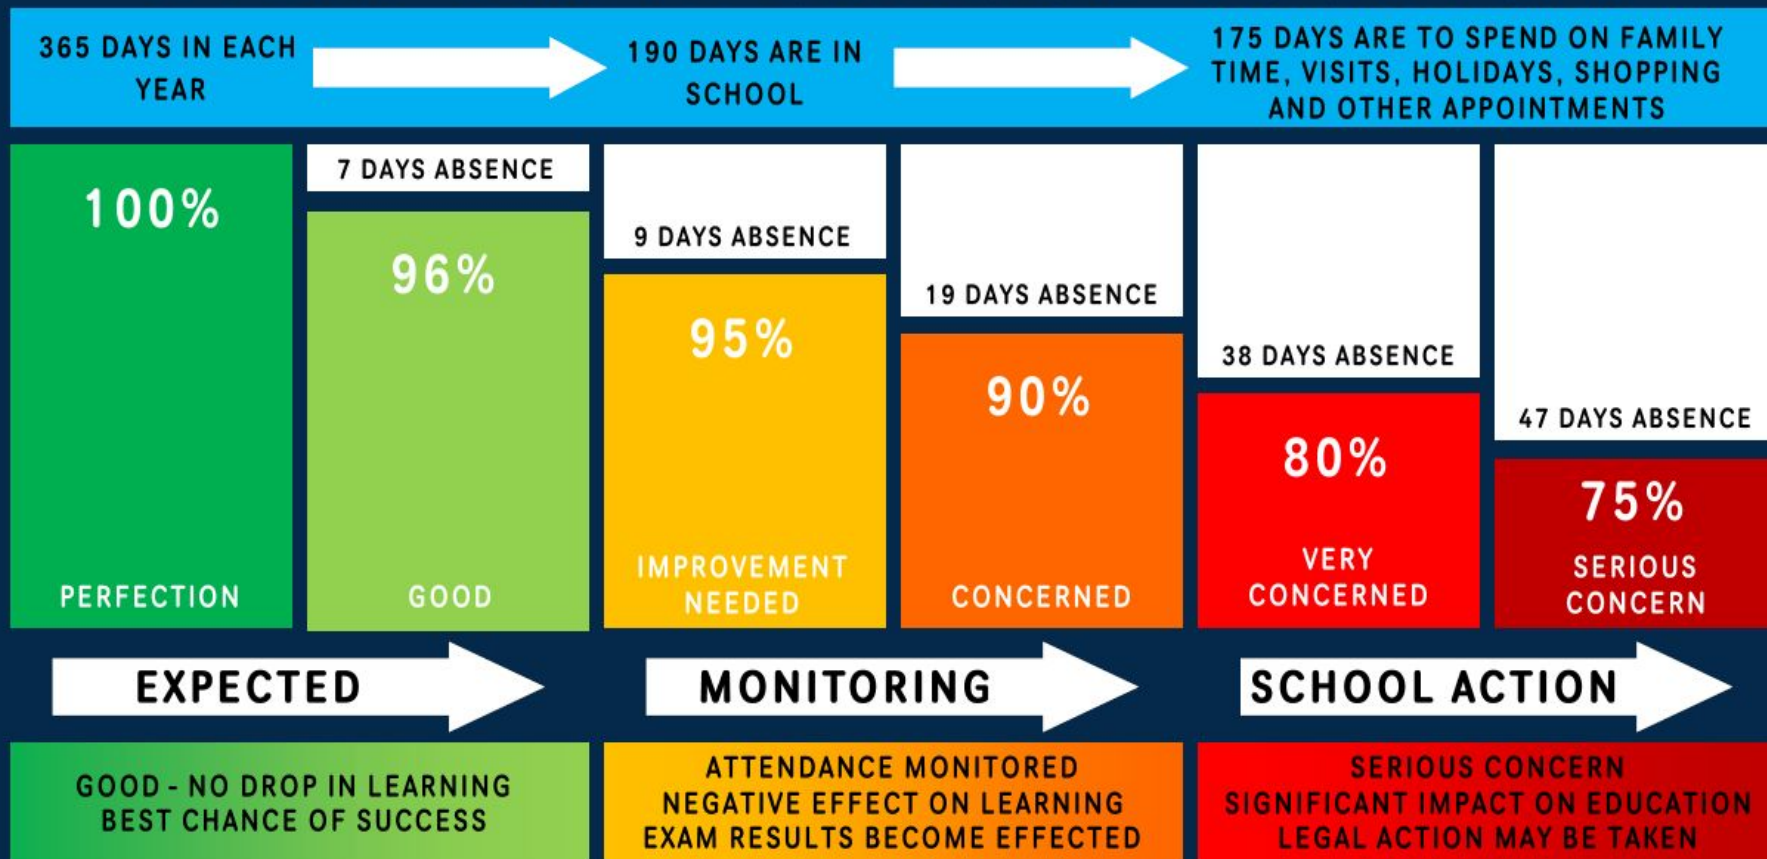 365 DAYS IN EACH
YEAR
190 DAYS ARE IN
SCHOOL
175 DAYS ARE TO SPEND ON FAMILY
TIME, VISITS, HOLIDAYS, SHOPPING
AND OTHER APPOINTMENTS
100%
PERFECTION
7 DAYS ABSENCE
96%
GOOD
9 DAYS ABSENCE
95%
IMPROVEMENT
NEEDED
19 DAYS ABSENCE
90%
CONCERNED
38 DAYS ABSENCE
80%
VERY
CONCERNED
47 DAYS ABSENCE
75%
SERIOUS
CONCERN
EXPECTED
MONITORING
SCHOOL ACTION
GOOD - NO DROP IN LEARNING
BEST CHANCE OF SUCCESS
ATTENDANCE MONITORED
NEGATIVE EFFECT ON LEARNING
EXAM RESULTS BECOME EFFECTED
SERIOUS CONCERN
SIGNIFICANT IMPACT ON EDUCATION
LEGAL ACTION MAY BE TAKEN